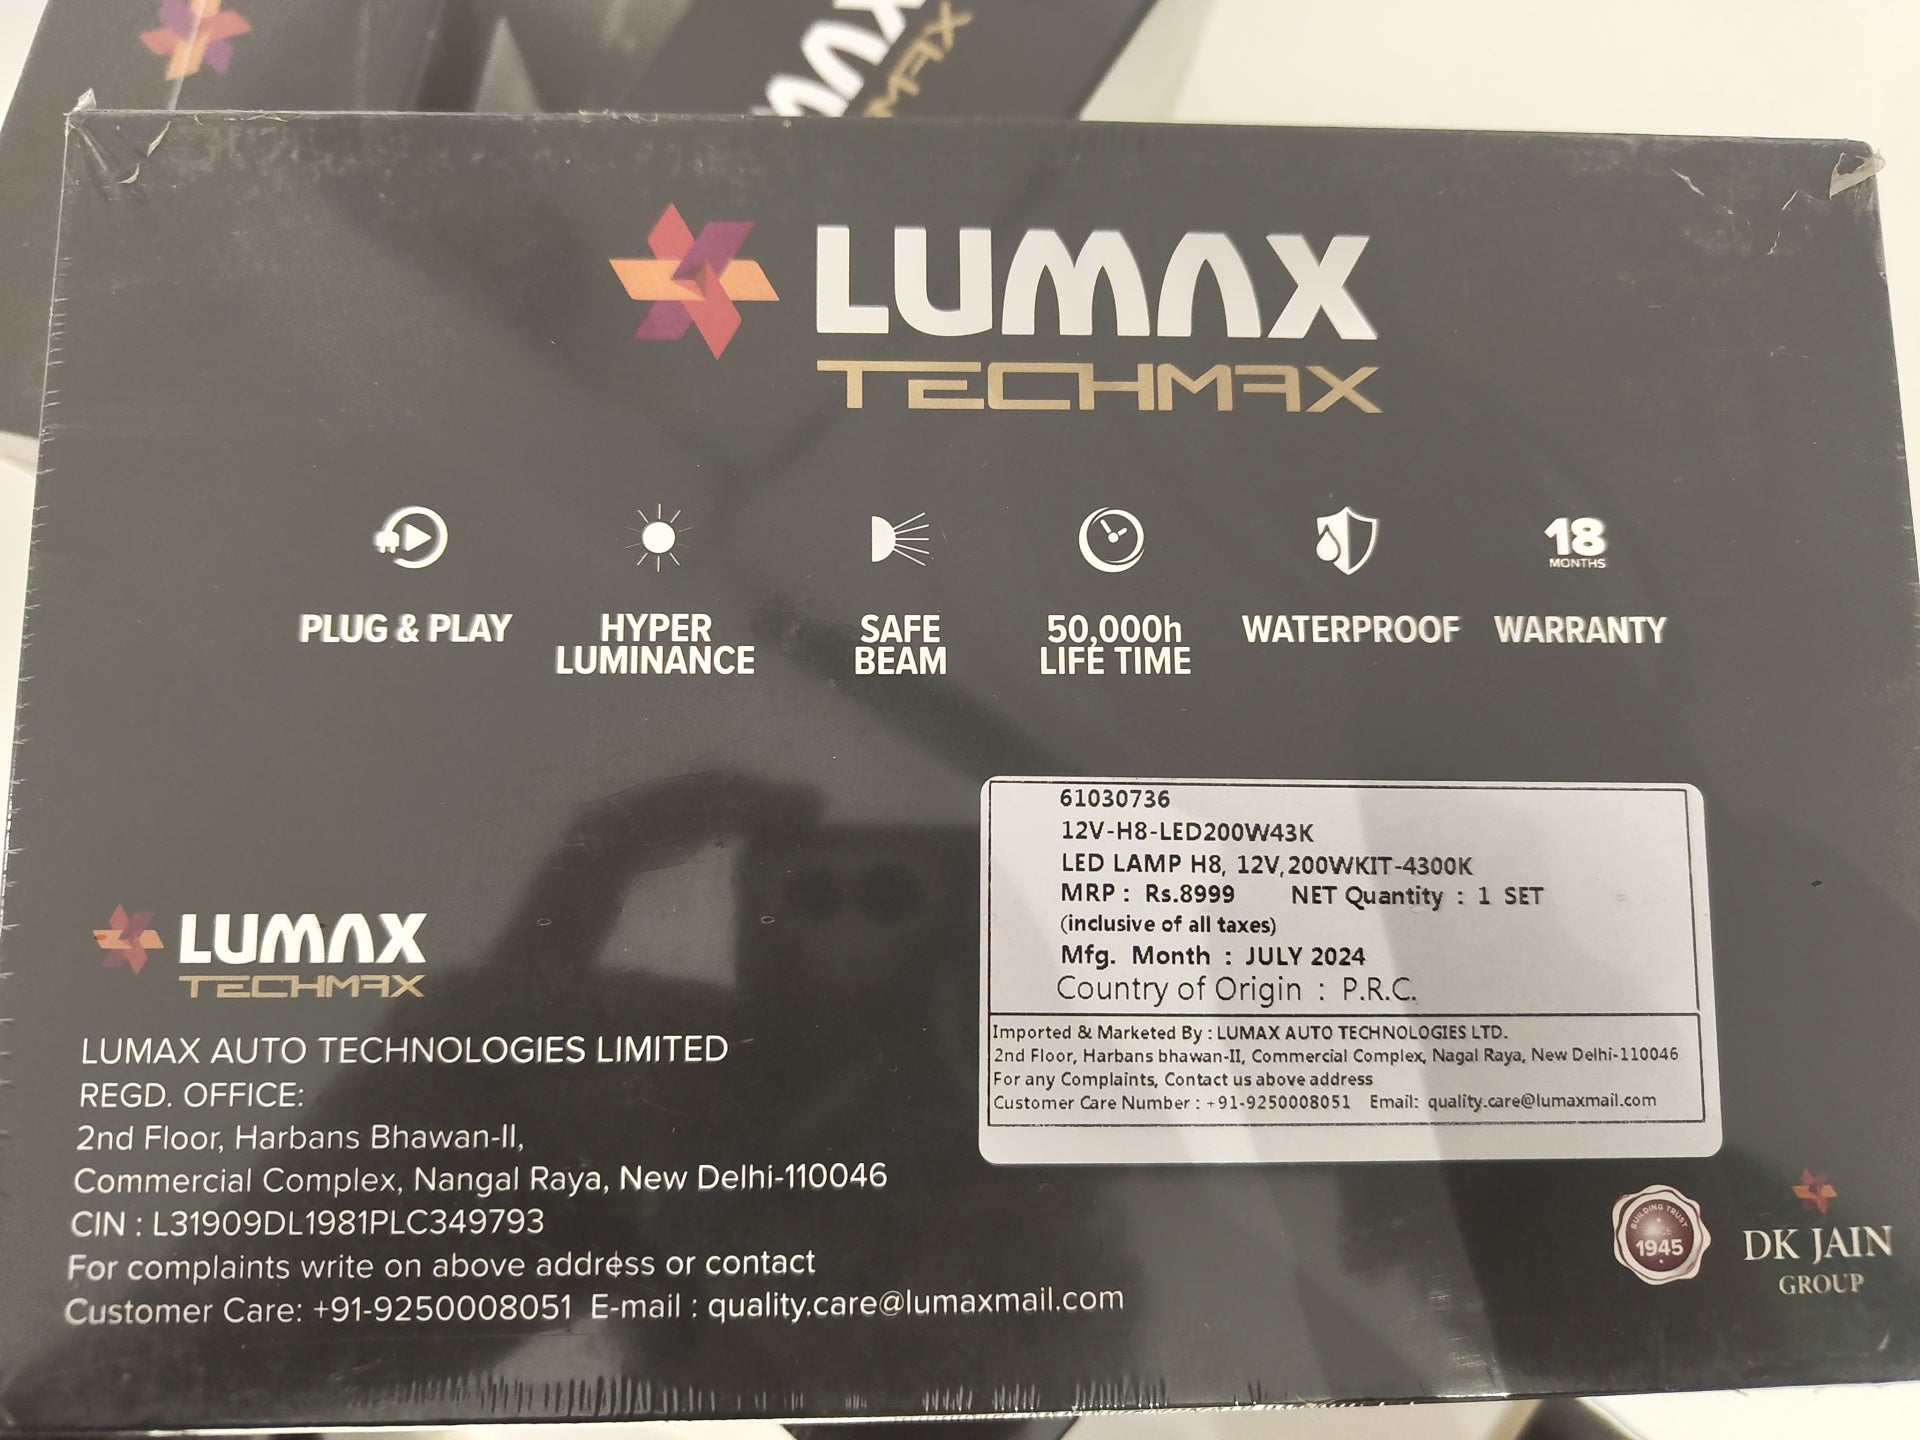 LUMAX
TECHMAX
PLUG & PLAY
HYPER
LUMINANCE
SAFE
BEAM
50,000h
LIFE TIME
WATERPROOF
18
MONTHS
WARRANTY
61030736
12V-H8-LED200W43K
LED LAMP H8, 12V,200WKIT-4300K
MRP : Rs.8999 NET Quantity : 1 SET
(inclusive of all taxes)
Mfg. Month : JULY 2024
Country of Origin : P.R.C.
Imported & Marketed By : LUMAX AUTO TECHNOLOGIES LTD.
2nd Floor, Harbans bhawan-II, Commercial Complex, Nagal Raya, New Delhi-110046
For any Complaints, Contact us above address
Customer Care Number : +91-9250008051 Email: quality.care@lumaxmail.com
LUMAX
TECHMAX
LUMAX AUTO TECHNOLOGIES LIMITED
REGD. OFFICE:
2nd Floor, Harbans Bhawan-II,
Commercial Complex, Nangal Raya, New Delhi-110046
CIN : L31909DL1981PLC349793
For complaints write on above address or contact
Customer Care: +91-9250008051 E-mail : quality.care@lumaxmail.com
BUILDING TRUST
SINCE
1945
DK JAIN
GROUP